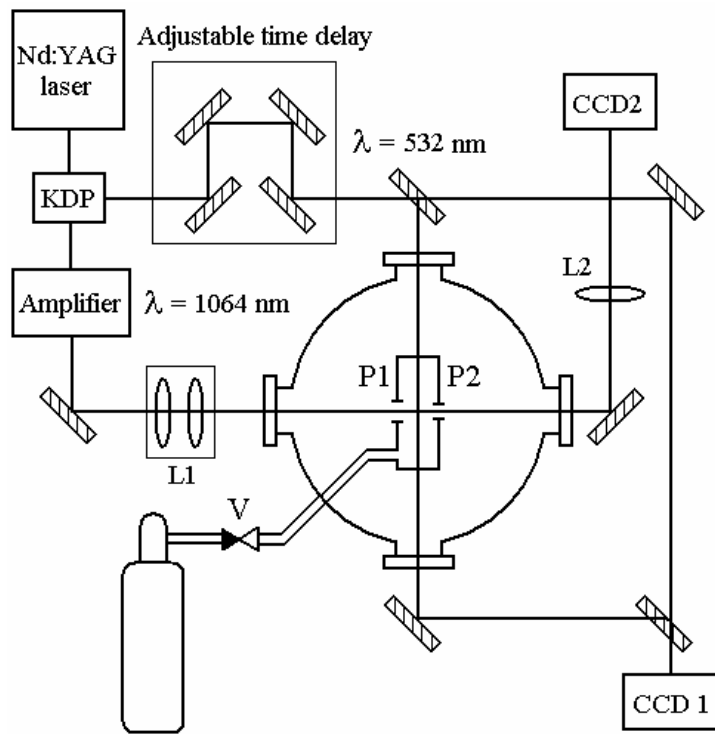 Nd:YAG
laser
Adjustable time delay
CCD2
λ = 532 nm
KDP
L2
Amplifier
λ = 1064 nm
P1
P2
L1
V
CCD 1